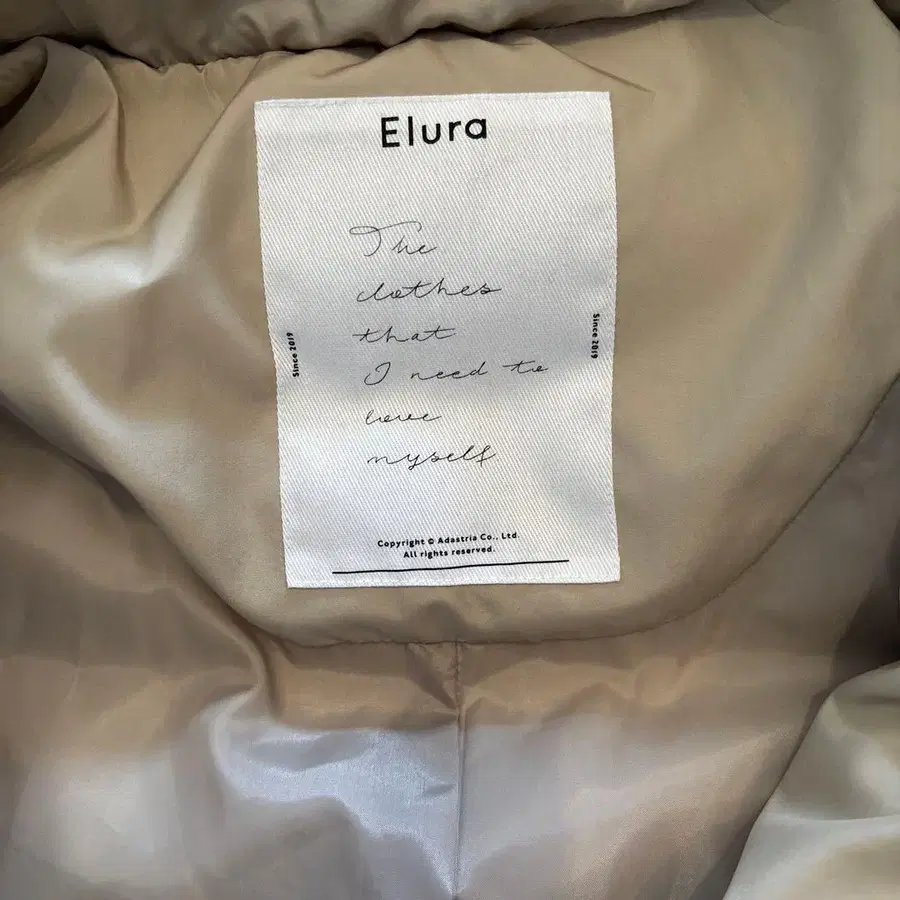 Elura
The
clothes
that
I need to
love
myself
Since 2019
Since 2019
Copyright © Adastria Co., Ltd.
All rights reserved.